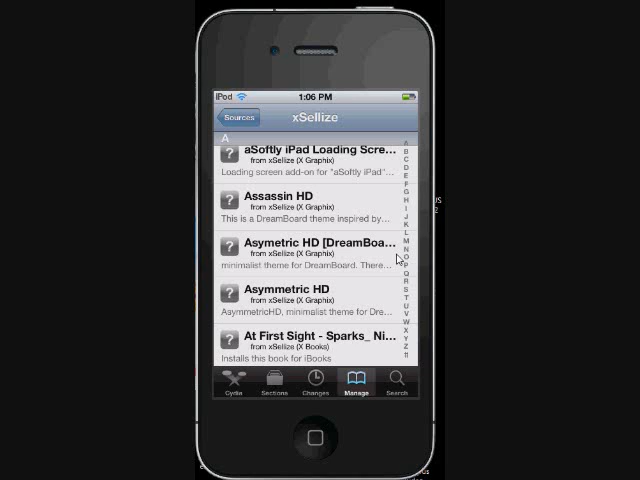 iPod 1:06 PM
Sources xSellize
A
aSoftly iPad Loading Scre...
from xSellize (X Graphix)
Loading screen add-on for "aSoftly iPad"...
Assassin HD
from xSellize (X Graphix)
This is a DreamBoard theme inspired by...
Asymetric HD [DreamBoa...
from xSellize (X Graphix)
minimalist theme for DreamBoard. There...
Asymmetric HD
from xSellize (X Graphix)
AsymmetricHD, minimalist theme for Dre...
At First Sight - Sparks_ Ni...
from xSellize (X Books)
Installs this book for iBooks
A
B
C
D
E
F
G
H
I
J
K
L
M
N
O
P
Q
R
S
T
U
V
W
X
Y
Z
#
Cydia Sections Changes Manage Search